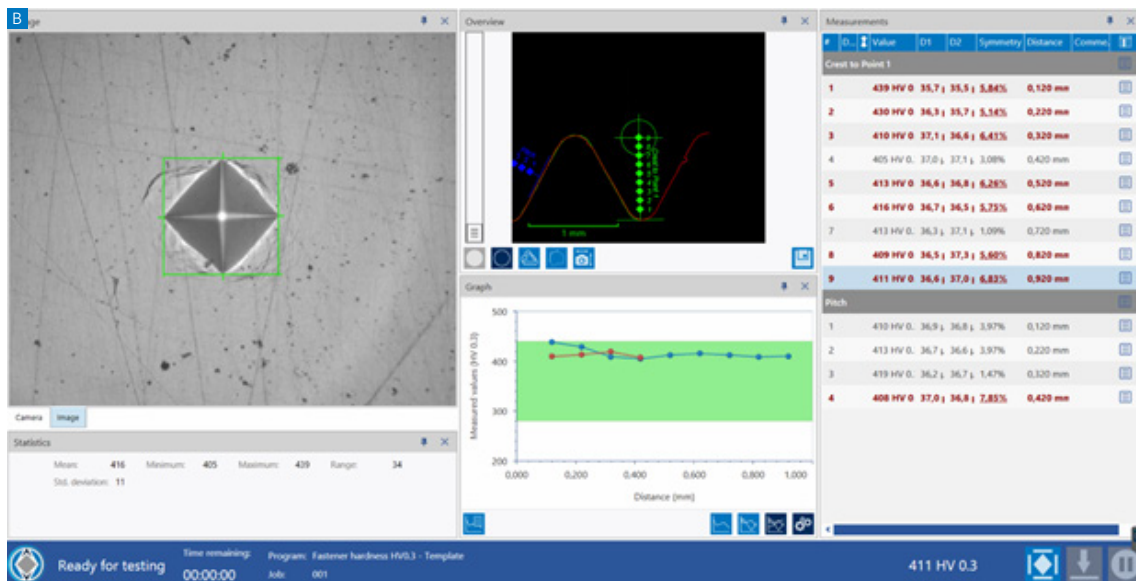 B
Overview
Measurements
# D... Value D1 D2 Symmetry Distance Comme.
Crest to Point 1
1 439 HV 0 35,7 35,5 5,84% 0,120 mm
2 430 HV 0 36,3 35,7 5,14% 0,220 mm
3 410 HV 0 37,1 36,6 6,41% 0,320 mm
4 405 HV 0. 37,0 37,1 3,08% 0,420 mm
5 413 HV 0 36,6 36,8 6,26% 0,520 mm
6 416 HV 0 36,7 36,5 5,75% 0,620 mm
7 413 HV 0. 36,3 37,1 1,09% 0,720 mm
8 409 HV 0 36,5 37,3 5,60% 0,820 mm
9 411 HV 0 36,6 37,0 6,83% 0,920 mm
Pitch
1 410 HV 0. 36,9 36,8 3,97% 0,120 mm
2 413 HV 0. 36,7 36,6 3,97% 0,220 mm
3 419 HV 0. 36,2 36,7 1,47% 0,320 mm
4 408 HV 0 37,0 36,8 7,85% 0,420 mm
Crest to Point 1
1 mm
Graph
Measured values (HV 0.3)
500
400
300
200
0,000 0,200 0,400 0,600 0,800 1,000
Distance (mm)
Camera Image
Statistics
Mean: 416 Minimum: 405 Maximum: 439 Range: 34
Std. deviation: 11
Ready for testing
Time remaining:
00:00:00
Program: Fastener hardness HV0.3 - Template
Job: 001
411 HV 0.3